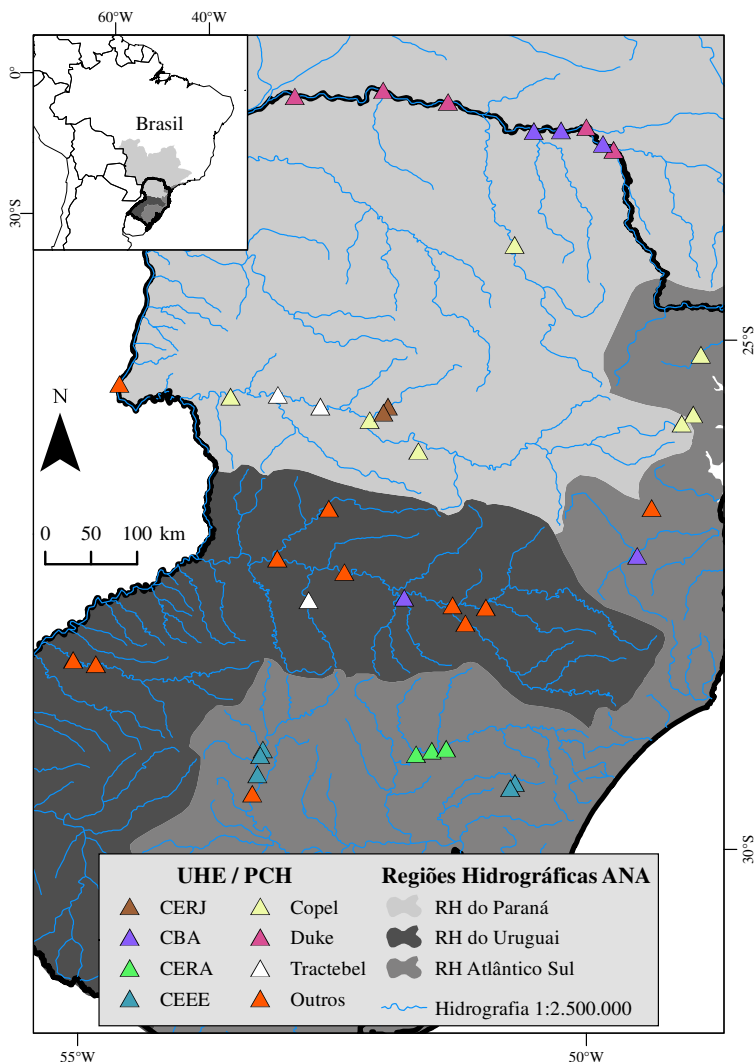 60°W 40°W
0°
Brasil
30°S
25°S
N
0 50 100 km
30°S
UHE / PCH
CERJ
CBA
CERA
CEEE
Copel
Duke
Tractebel
Outros
Regiões Hidrográficas ANA
RH do Paraná
RH do Uruguai
RH Atlântico Sul
Hidrografia 1:2.500.000
55°W 50°W